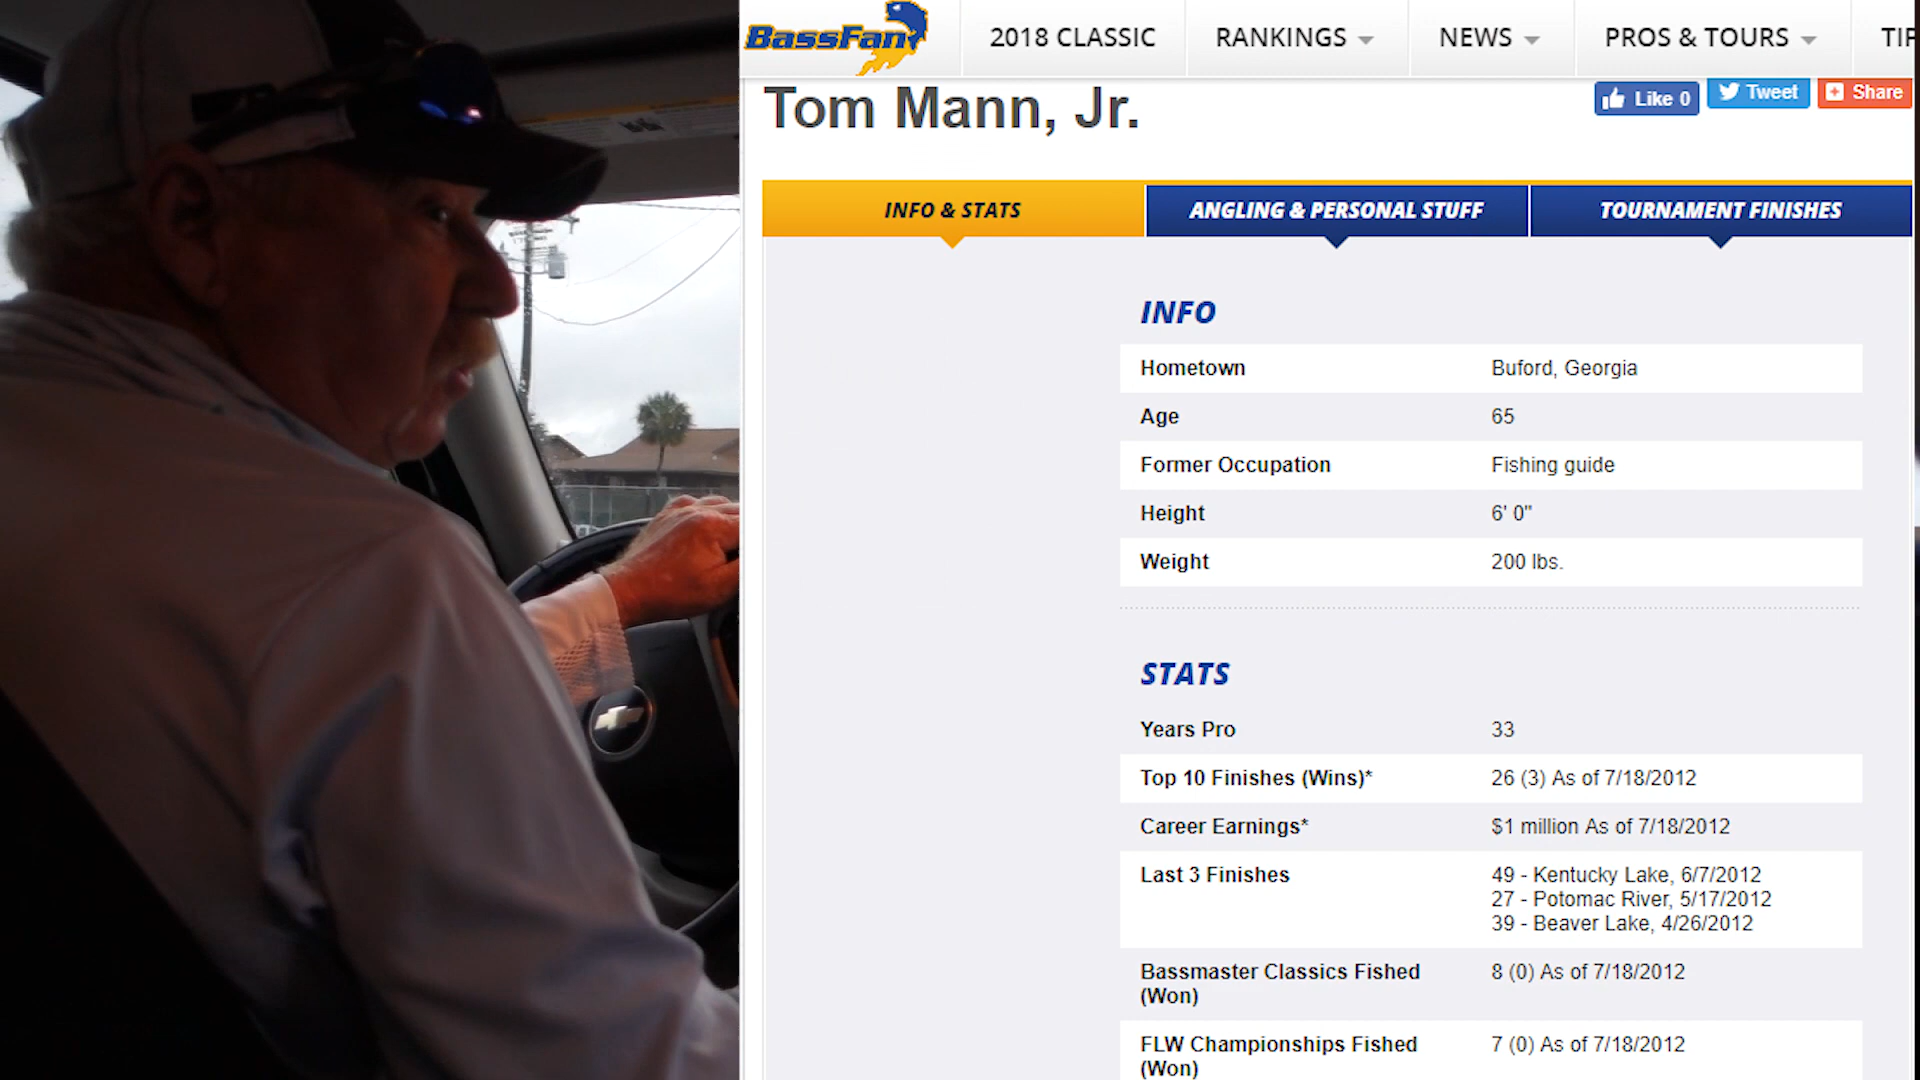 BassFan
2018 CLASSIC
RANKINGS
NEWS
PROS & TOURS
Tom Mann, Jr.
Like 0
Tweet
Share
INFO & STATS
ANGLING & PERSONAL STUFF
TOURNAMENT FINISHES
INFO
Hometown Buford, Georgia
Age 65
Former Occupation Fishing guide
Height 6' 0"
Weight 200 lbs.
STATS
Years Pro 33
Top 10 Finishes (Wins)* 26 (3) As of 7/18/2012
Career Earnings* $1 million As of 7/18/2012
Last 3 Finishes 49 - Kentucky Lake, 6/7/2012
27 - Potomac River, 5/17/2012
39 - Beaver Lake, 4/26/2012
Bassmaster Classics Fished 8 (0) As of 7/18/2012
(Won)
FLW Championships Fished 7 (0) As of 7/18/2012
(Won)